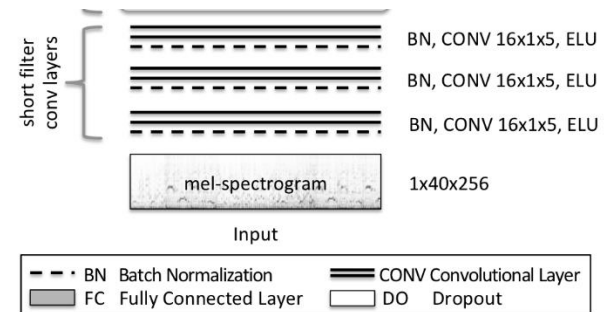 short filter
conv layers
BN, CONV 16x1x5, ELU
BN, CONV 16x1x5, ELU
BN, CONV 16x1x5, ELU
mel-spectrogram
1x40x256
Input
BN Batch Normalization
CONV Convolutional Layer
FC Fully Connected Layer
DO Dropout